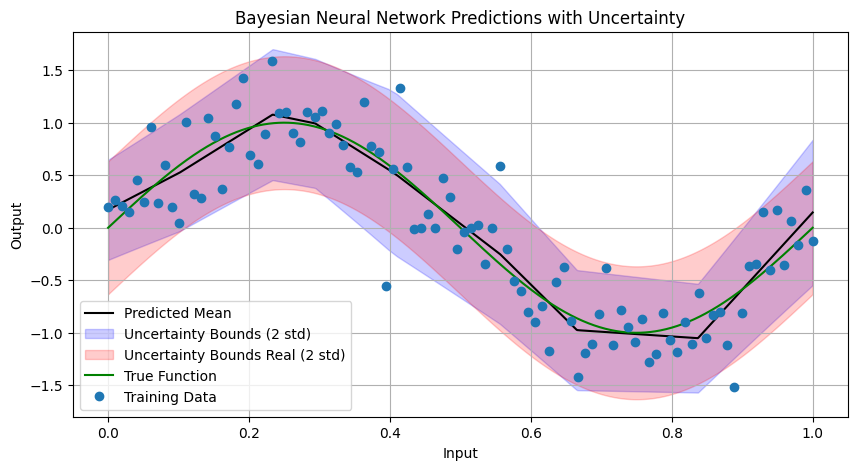 Bayesian Neural Network Predictions with Uncertainty
Output
1.5
1.0
0.5
0.0
−0.5
−1.0
−1.5
Predicted Mean
Uncertainty Bounds (2 std)
Uncertainty Bounds Real (2 std)
True Function
Training Data
0.0 0.2 0.4 0.6 0.8 1.0
Input